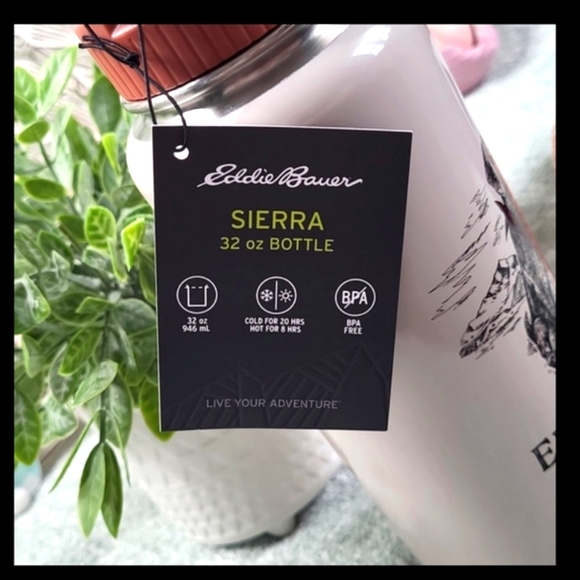 Eddie Bauer
SIERRA
32 oz BOTTLE
BPA
32 oz
946 mL
COLD FOR 20 HRS
HOT FOR 8 HRS
BPA
FREE
LIVE YOUR ADVENTURE
E